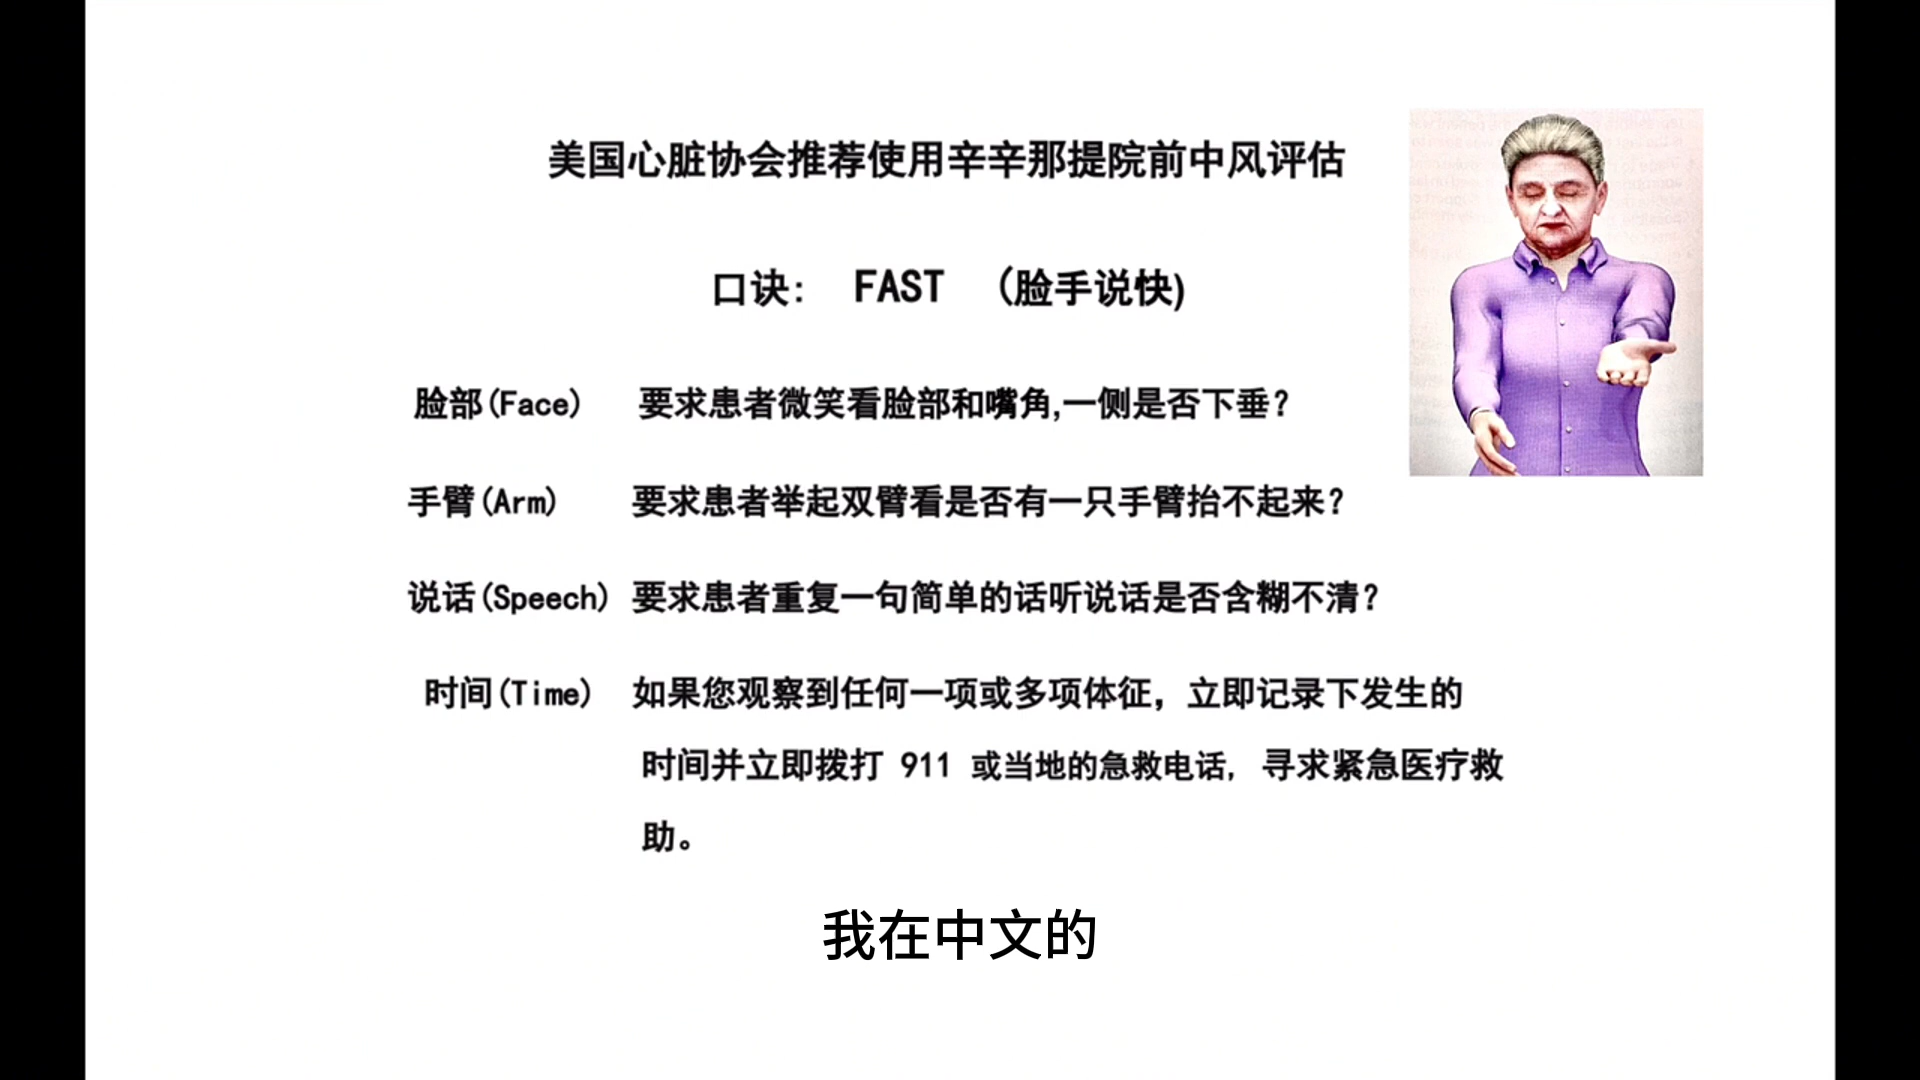 美国心脏协会推荐使用辛辛那提院前中风评估
口诀: FAST (脸手说快)
脸部(Face) 要求患者微笑看脸部和嘴角,一侧是否下垂?
手臂(Arm) 要求患者举起双臂看是否有一只手臂抬不起来?
说话(Speech) 要求患者重复一句简单的话听说话是否含糊不清?
时间(Time) 如果您观察到任何一项或多项体征，立即记录下发生的
时间并立即拨打 911 或当地的急救电话, 寻求紧急医疗救
助。
我在中文的